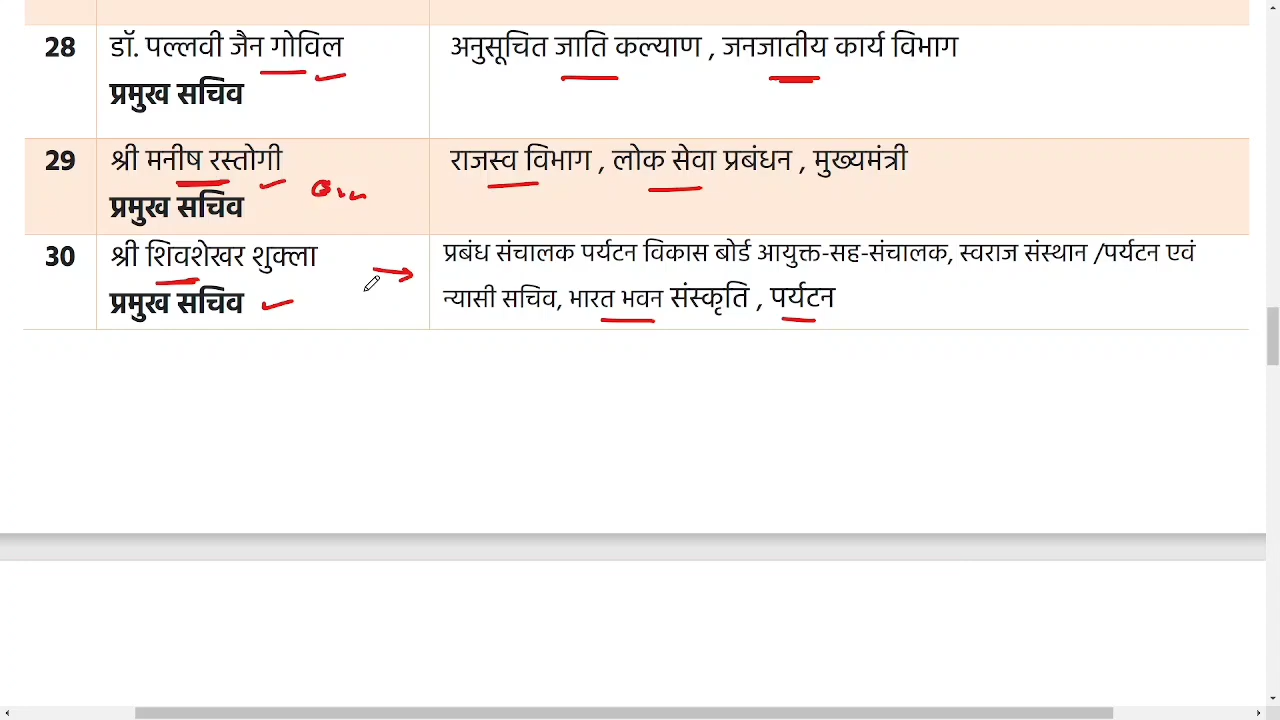 28 डॉ. पल्लवी जैन गोविल अनुसूचित जाति कल्याण , जनजातीय कार्य विभाग
प्रमुख सचिव
29 श्री मनीष रस्तोगी राजस्व विभाग , लोक सेवा प्रबंधन , मुख्यमंत्री
प्रमुख सचिव
30 श्री शिवशेखर शुक्ला प्रबंध संचालक पर्यटन विकास बोर्ड आयुक्त-सह-संचालक, स्वराज संस्थान /पर्यटन एवं
प्रमुख सचिव न्यासी सचिव, भारत भवन संस्कृति , पर्यटन